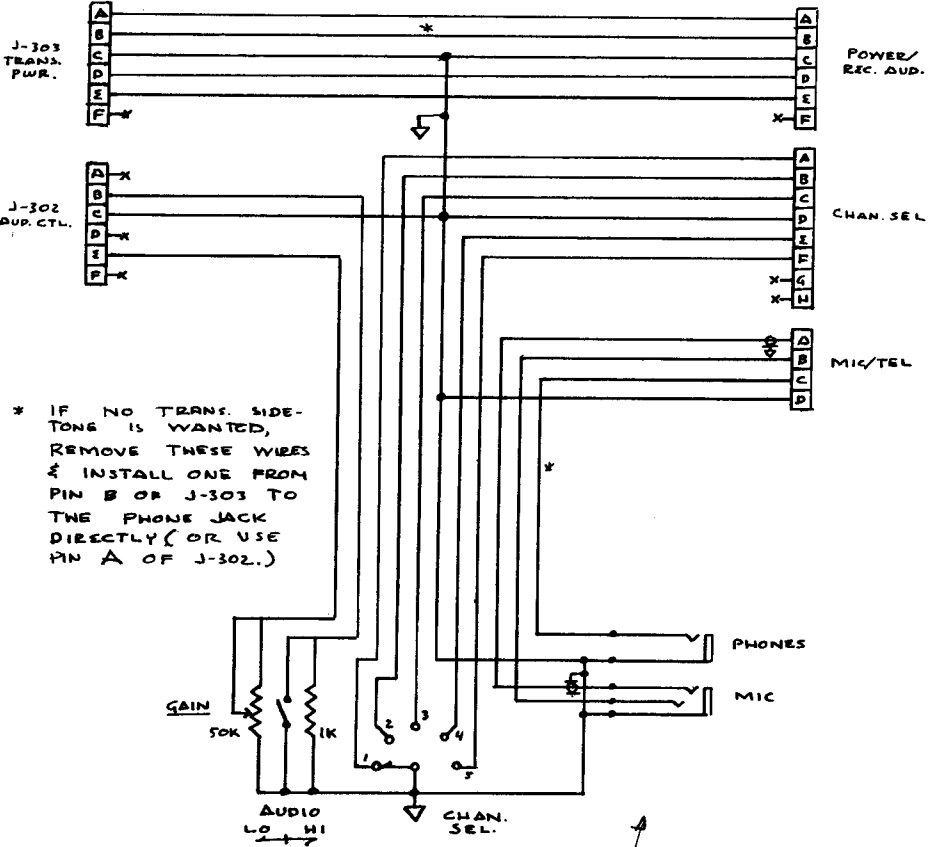 J-303
TRANS.
PWR.
A
B
C
D
E
F
*
A
B
C
D
E
F
POWER/
REC. AUD.
J-302
AUD. CTL.
A
B
C
D
E
F
A
B
C
D
E
F
G
H
CHAN. SEL
A
B
C
D
MIC/TEL
* IF NO TRANS. SIDE-
TONE IS WANTED,
REMOVE THESE WIRES
& INSTALL ONE FROM
PIN B OF J-303 TO
THE PHONE JACK
DIRECTLY (OR USE
PIN A OF J-302.)
*
PHONES
MIC
GAIN
50K
1K
1
2
3
4
5
AUDIO
LO HI
CHAN.
SEL.